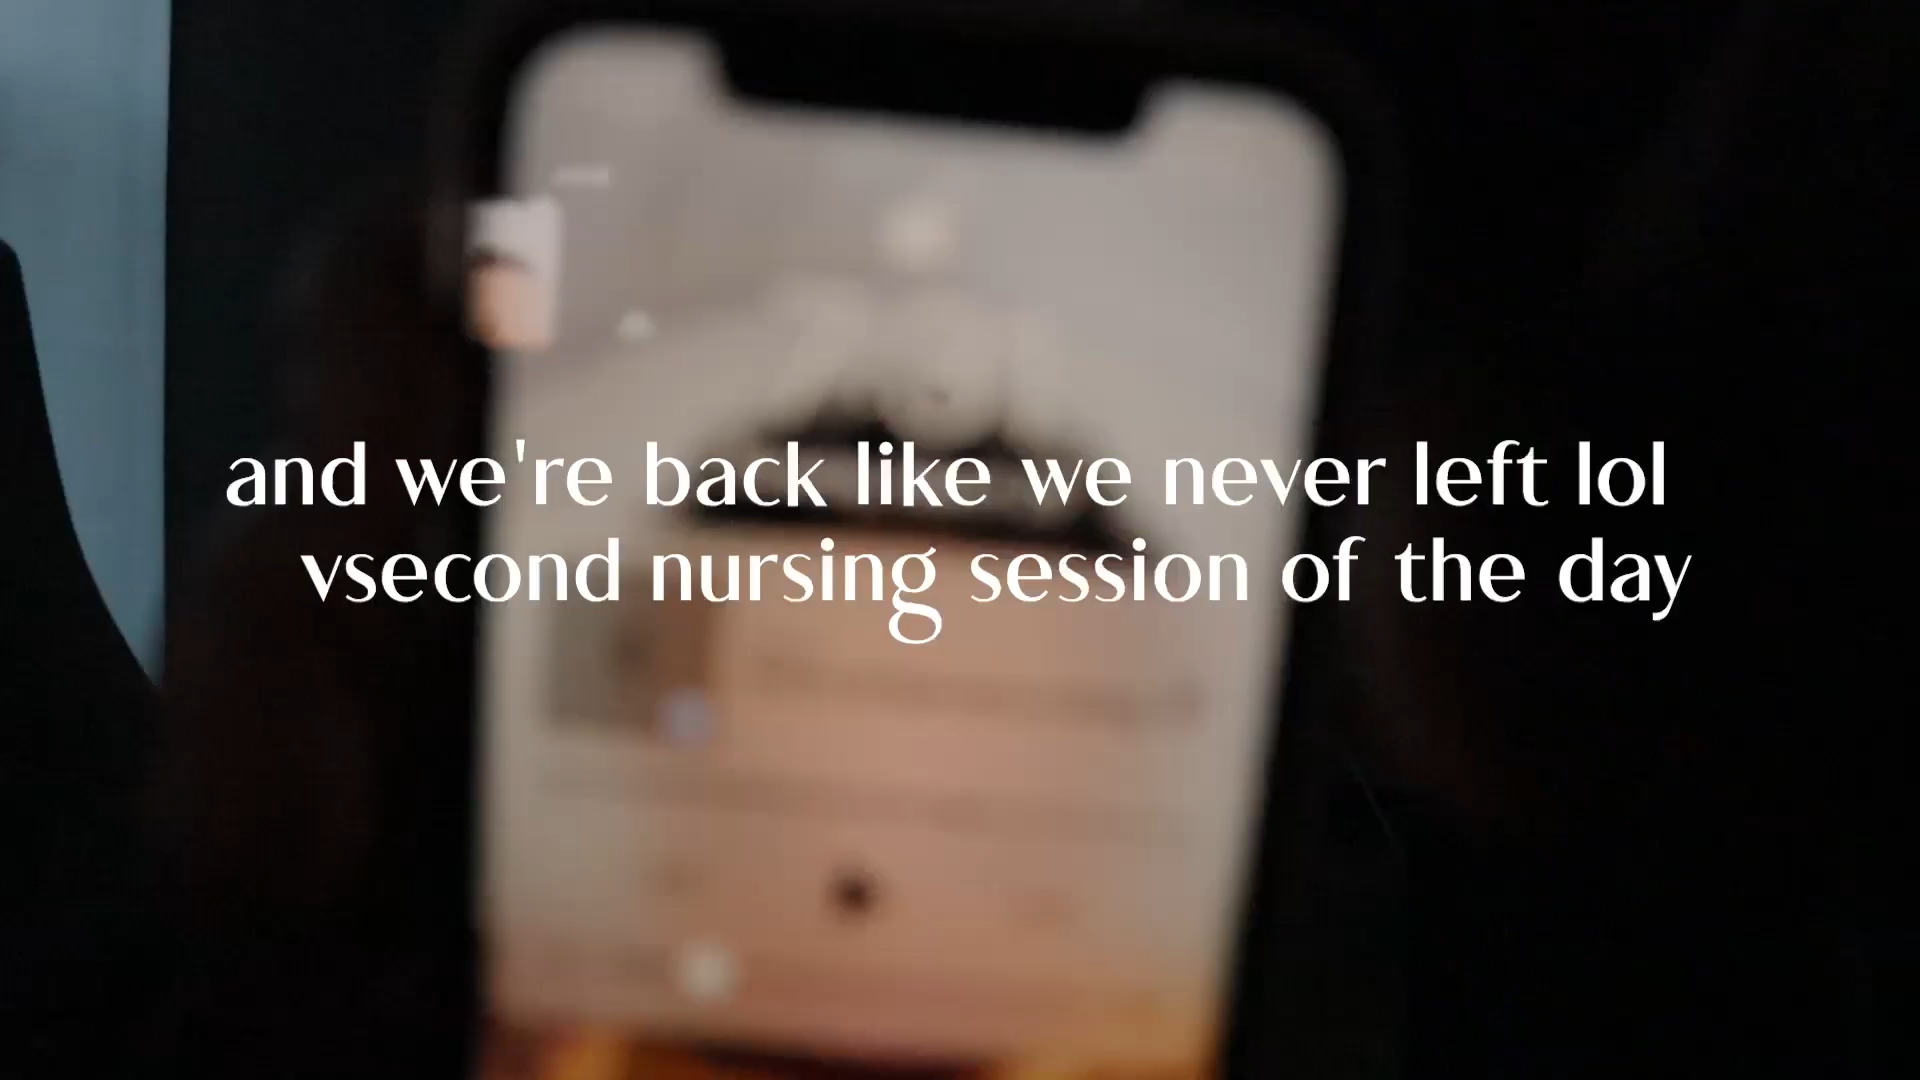 and we're back like we never left lol
vsecond nursing session of the day